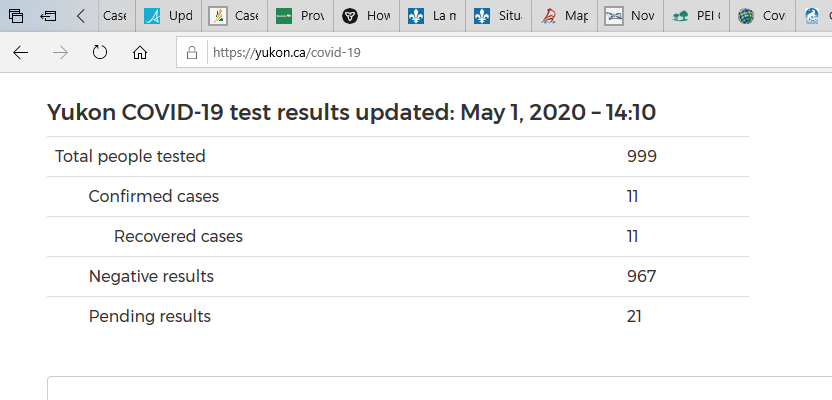 Case Upd Case Prov How La m Situ Map Nov PEI Cov
https://yukon.ca/covid-19
Yukon COVID-19 test results updated: May 1, 2020 – 14:10
Total people tested 999
Confirmed cases 11
Recovered cases 11
Negative results 967
Pending results 21